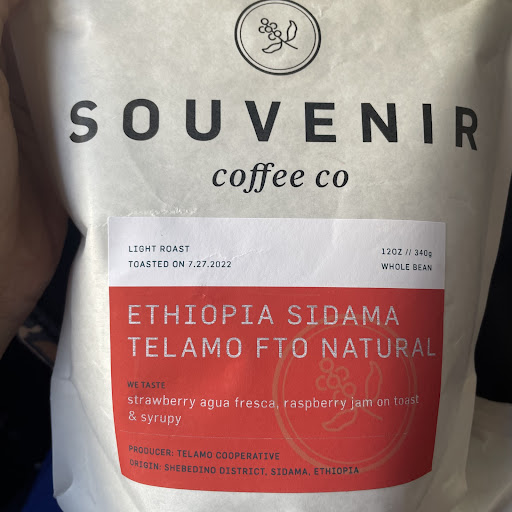 SOUVENIR
coffee co
LIGHT ROAST
TOASTED ON 7.27.2022
12OZ // 340g
WHOLE BEAN
ETHIOPIA SIDAMA
TELAMO FTO NATURAL
WE TASTE
strawberry agua fresca, raspberry jam on toast
& syrupy
PRODUCER: TELAMO COOPERATIVE
ORIGIN: SHEBEDINO DISTRICT, SIDAMA, ETHIOPIA